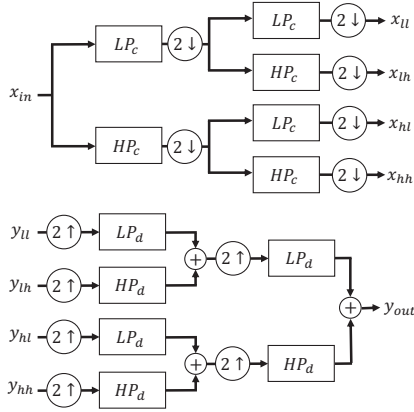 LP_c 2↓ LP_c 2↓ x_ll
HP_c 2↓ x_lh
x_in
HP_c 2↓ LP_c 2↓ x_hl
HP_c 2↓ x_hh
y_ll 2↑ LP_d
+ 2↑ LP_d
y_lh 2↑ HP_d
+ y_out
y_hl 2↑ LP_d
+ 2↑ HP_d
y_hh 2↑ HP_d